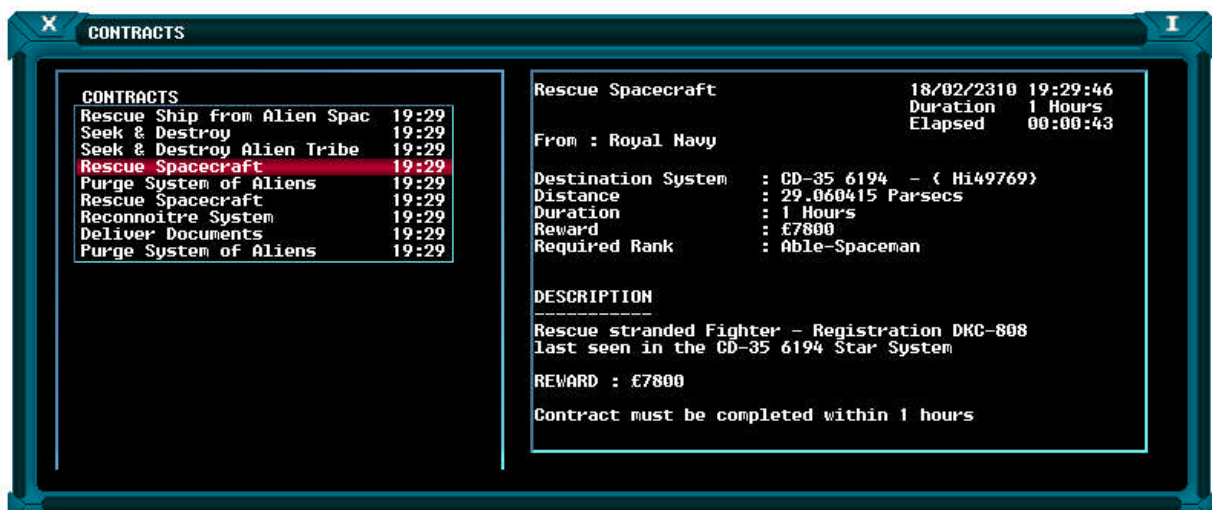 X
CONTRACTS
I
CONTRACTS
Rescue Ship from Alien Spac 19:29
Seek & Destroy 19:29
Seek & Destroy Alien Tribe 19:29
Rescue Spacecraft 19:29
Purge System of Aliens 19:29
Rescue Spacecraft 19:29
Reconnoitre System 19:29
Deliver Documents 19:29
Purge System of Aliens 19:29
Rescue Spacecraft 18/02/2310 19:29:46
Duration 1 Hours
Elapsed 00:00:43
From : Royal Navy
Destination System : CD-35 6194 - ( Hi49769)
Distance : 29.060415 Parsecs
Duration : 1 Hours
Reward : £7800
Required Rank : Able-Spaceman
DESCRIPTION
-----------
Rescue stranded Fighter - Registration DKC-808
last seen in the CD-35 6194 Star System
REWARD : £7800
Contract must be completed within 1 hours